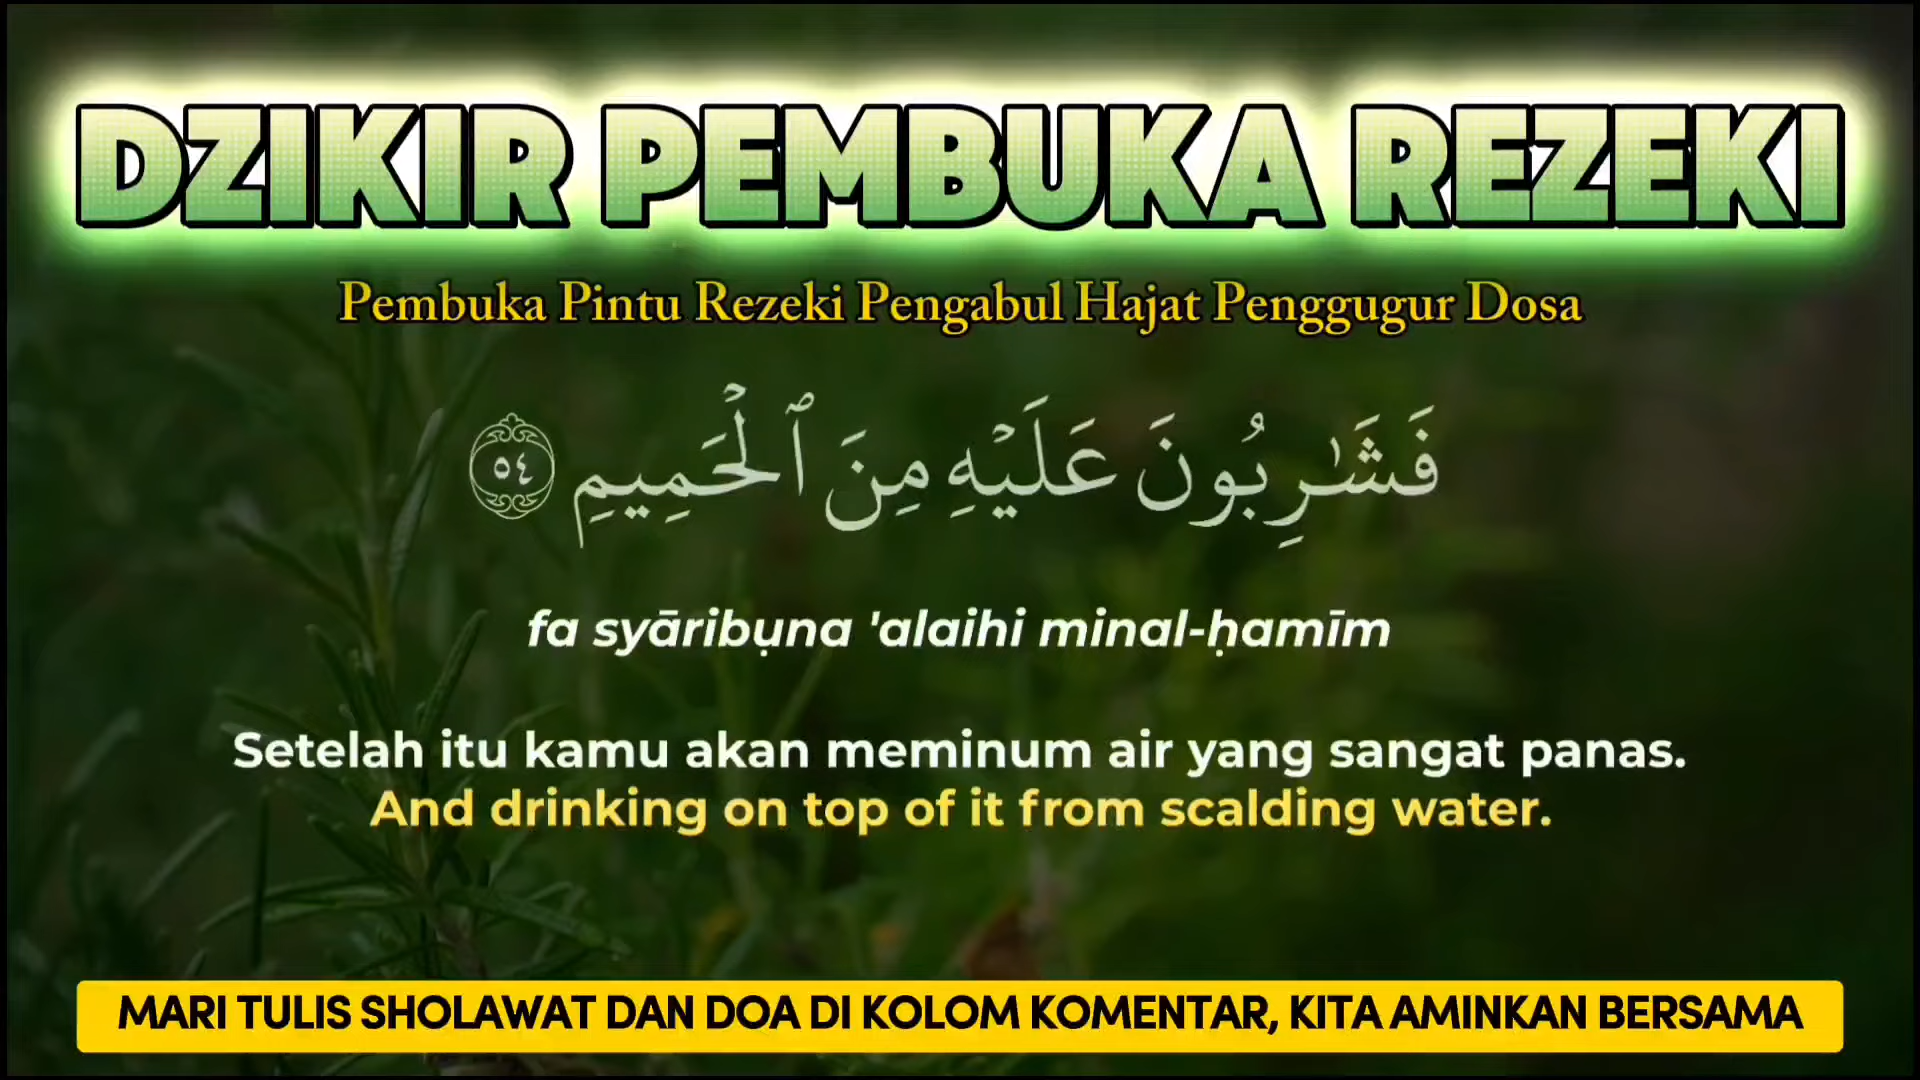 DZIKIR PEMBUKA REZEKI
Pembuka Pintu Rezeki Pengabul Hajat Penggugur Dosa
فَشَٰرِبُونَ عَلَيْهِ مِنَ ٱلْحَمِيمِ ٥٤
fa syāribụna 'alaihi minal-ḥamīm
Setelah itu kamu akan meminum air yang sangat panas.
And drinking on top of it from scalding water.
MARI TULIS SHOLAWAT DAN DOA DI KOLOM KOMENTAR, KITA AMINKAN BERSAMA